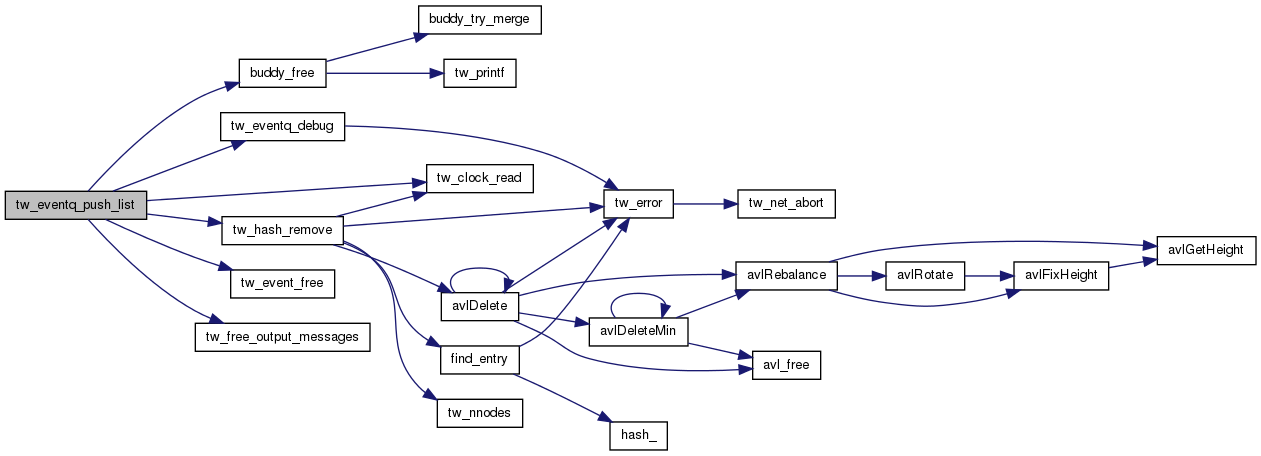 buddy_try_merge
buddy_free
tw_printf
tw_eventq_debug
tw_clock_read
tw_eventq_push_list
tw_error
tw_net_abort
tw_hash_remove
avlGetHeight
tw_event_free
avlRebalance
avlRotate
avlFixHeight
avlDelete
avlDeleteMin
tw_free_output_messages
find_entry
avl_free
tw_nnodes
hash_